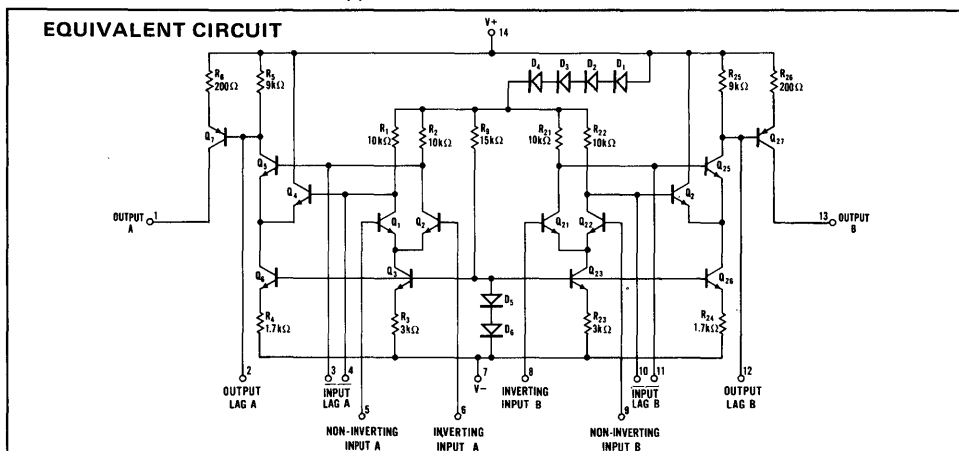 EQUIVALENT CIRCUIT
V+
14
D4 D3 D2 D1
R6
200Ω
R5
9kΩ
R25
9kΩ
R26
200Ω
R1
10kΩ
R2
10kΩ
R9
15kΩ
R21
10kΩ
R22
10kΩ
Q7
Q5
Q4
Q25
Q27
Q2
OUTPUT
A
1
Q1
Q2
Q21
Q22
13
OUTPUT
B
Q6
Q3
Q23
Q26
D5
D6
R4
1.7kΩ
R3
3kΩ
R23
3kΩ
R24
1.7kΩ
2
OUTPUT
LAG A
3 4
INPUT
LAG A
7
V-
8
INVERTING
INPUT B
10 11
INPUT
LAG B
12
OUTPUT
LAG B
5
NON-INVERTING
INPUT A
6
INVERTING
INPUT A
9
NON-INVERTING
INPUT B